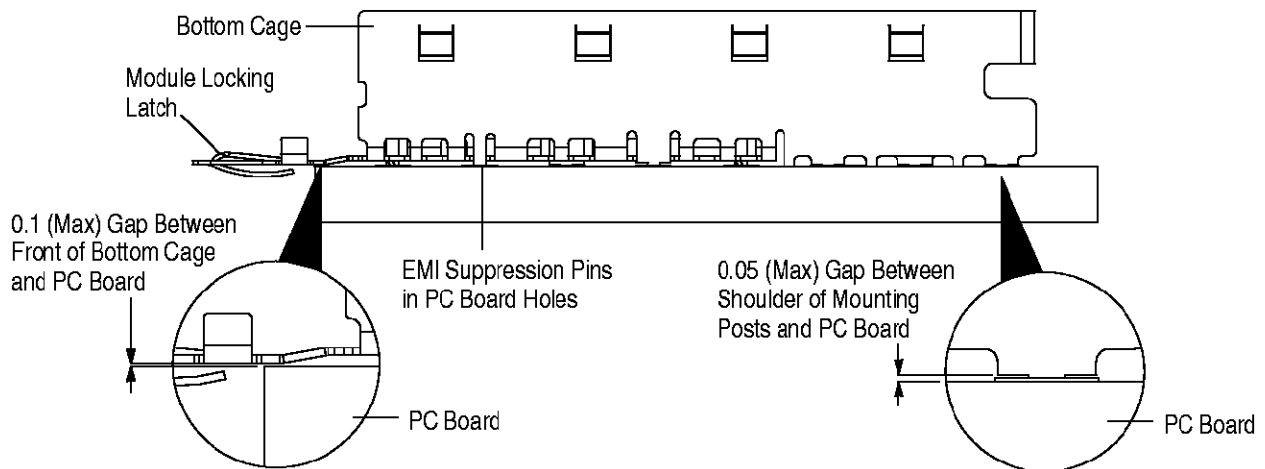 Bottom Cage
Module Locking
Latch
0.1 (Max) Gap Between
Front of Bottom Cage
and PC Board
EMI Suppression Pins
in PC Board Holes
0.05 (Max) Gap Between
Shoulder of Mounting
Posts and PC Board
PC Board
PC Board